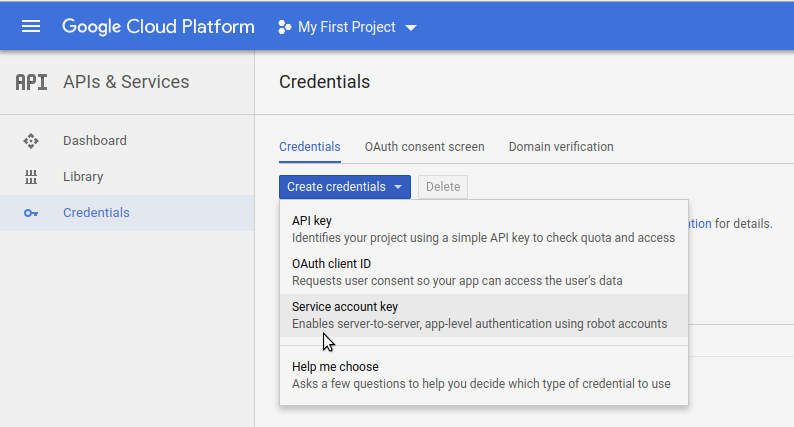 Google Cloud Platform
My First Project
API
APIs & Services
Credentials
Dashboard
Library
Credentials
Credentials
OAuth consent screen
Domain verification
Create credentials
Delete
API key
Identifies your project using a simple API key to check quota and access
for details.
OAuth client ID
Requests user consent so your app can access the user's data
Service account key
Enables server-to-server, app-level authentication using robot accounts
Help me choose
Asks a few questions to help you decide which type of credential to use